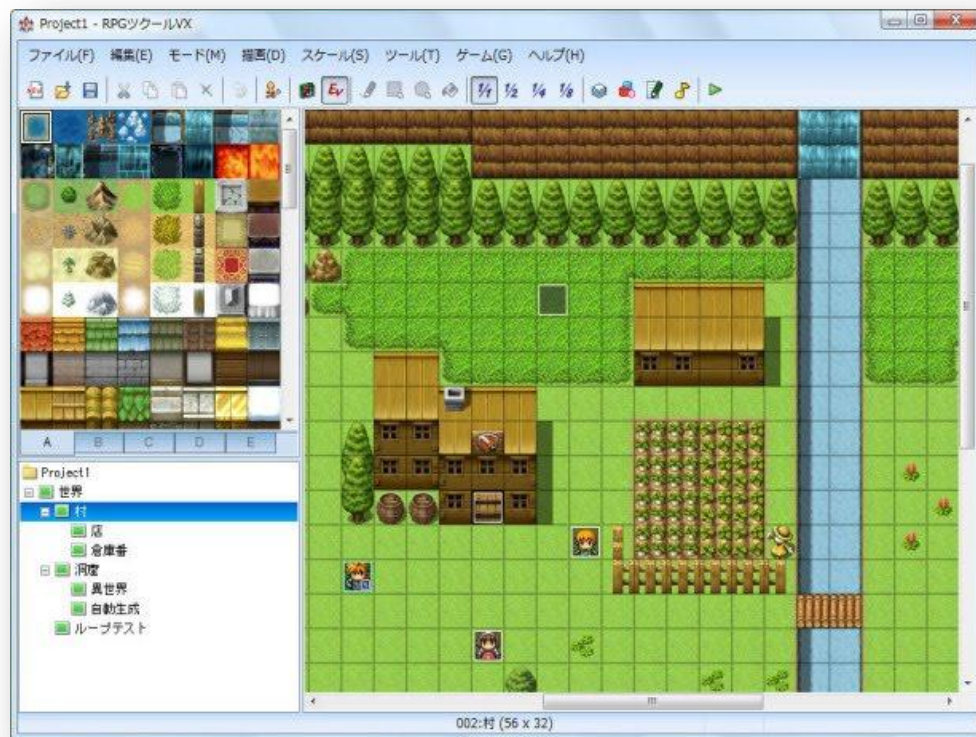 Project1 - RPGツクールVX
ファイル(F) 編集(E) モード(M) 描画(D) スケール(S) ツール(T) ゲーム(G) ヘルプ(H)
NEW EV 1/1 1/2 1/4 1/8
A B C D E
Project1
世界
村
店
倉庫番
洞窟
異世界
自動生成
ループテスト
002:村 (56 x 32)